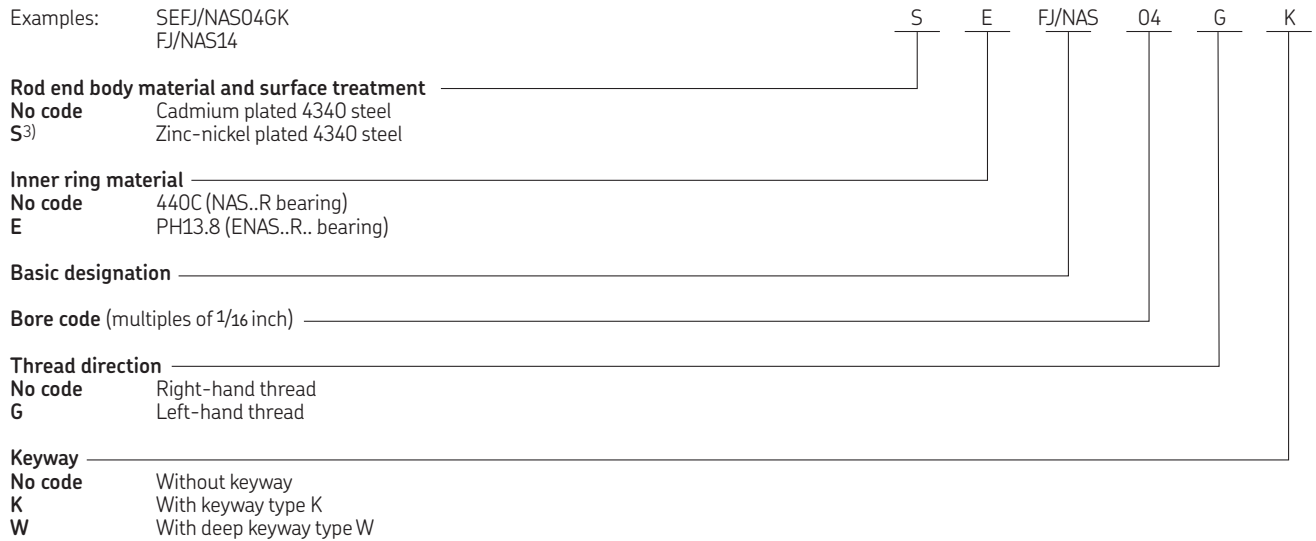 Examples: SEFJ/NAS04GK S E FJ/NAS 04 G K
FJ/NAS14
Rod end body material and surface treatment
No code Cadmium plated 4340 steel
S3) Zinc-nickel plated 4340 steel
Inner ring material
No code 440C (NAS..R bearing)
E PH13.8 (ENAS..R.. bearing)
Basic designation
Bore code (multiples of 1/16 inch)
Thread direction
No code Right-hand thread
G Left-hand thread
Keyway
No code Without keyway
K With keyway type K
W With deep keyway type W